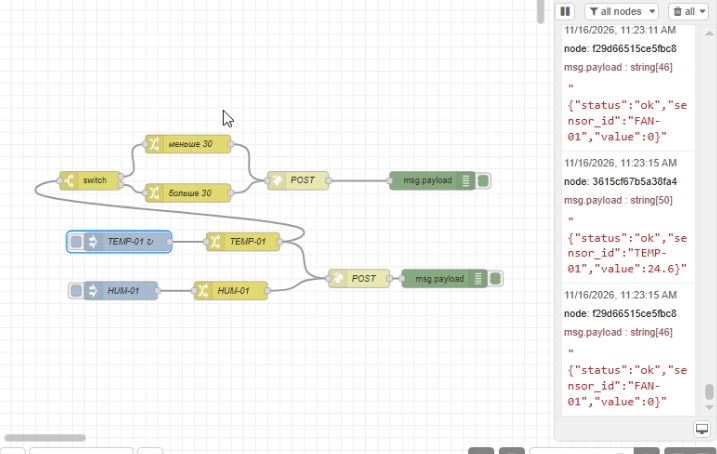 all nodes
all
11/16/2026, 11:23:11 AM
node: f29d66515ce5fbc8
msg.payload : string[46]
"
{"status":"ok","se
nsor_id":"FAN-
01","value":0}"
11/16/2026, 11:23:15 AM
node: 3615cf67b5a38fa4
msg.payload : string[50]
"
{"status":"ok","se
nsor_id":"TEMP-
01","value":24.6}"
11/16/2026, 11:23:15 AM
node: f29d66515ce5fbc8
msg.payload : string[46]
"
{"status":"ok","se
nsor_id":"FAN-
01","value":0}"
меньше 30
switch
POST
msg.payload
больше 30
TEMP-01 ↻
TEMP-01
POST
msg.payload
HUM-01
HUM-01